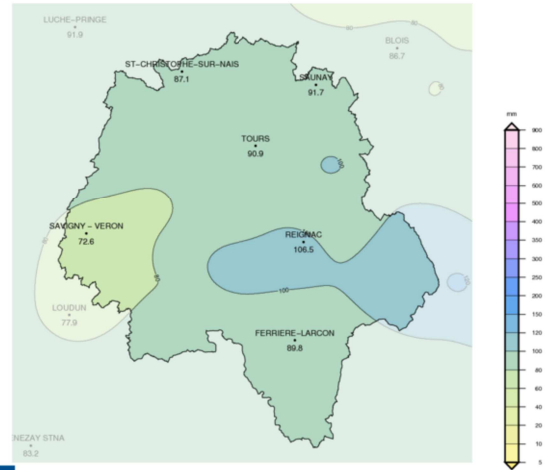 LUCHE-PRINGE
91.9
BLOIS
86.7
ST-CHRISTOPHE-SUR-NAIS
87.1
SAUNAY
91.7
TOURS
90.9
SAVIGNY - VERON
72.6
REIGNAC
106.5
100
LOUDUN
77.9
FERRIERE-LARCON
89.8
NEZAY STNA
83.2
mm
900
800
700
600
500
400
350
300
250
200
150
120
100
80
60
40
20
10
5